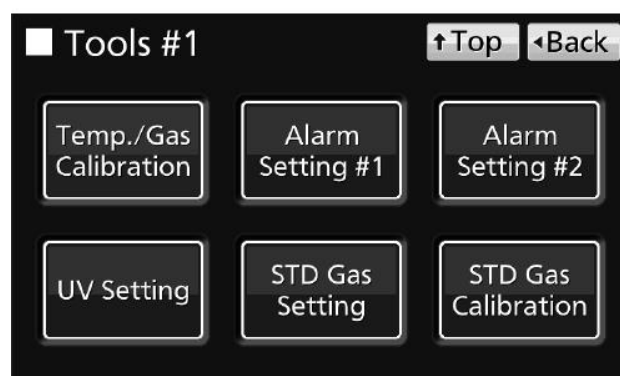 Tools #1
↑Top
◂Back
Temp./Gas
Calibration
Alarm
Setting #1
Alarm
Setting #2
UV Setting
STD Gas
Setting
STD Gas
Calibration